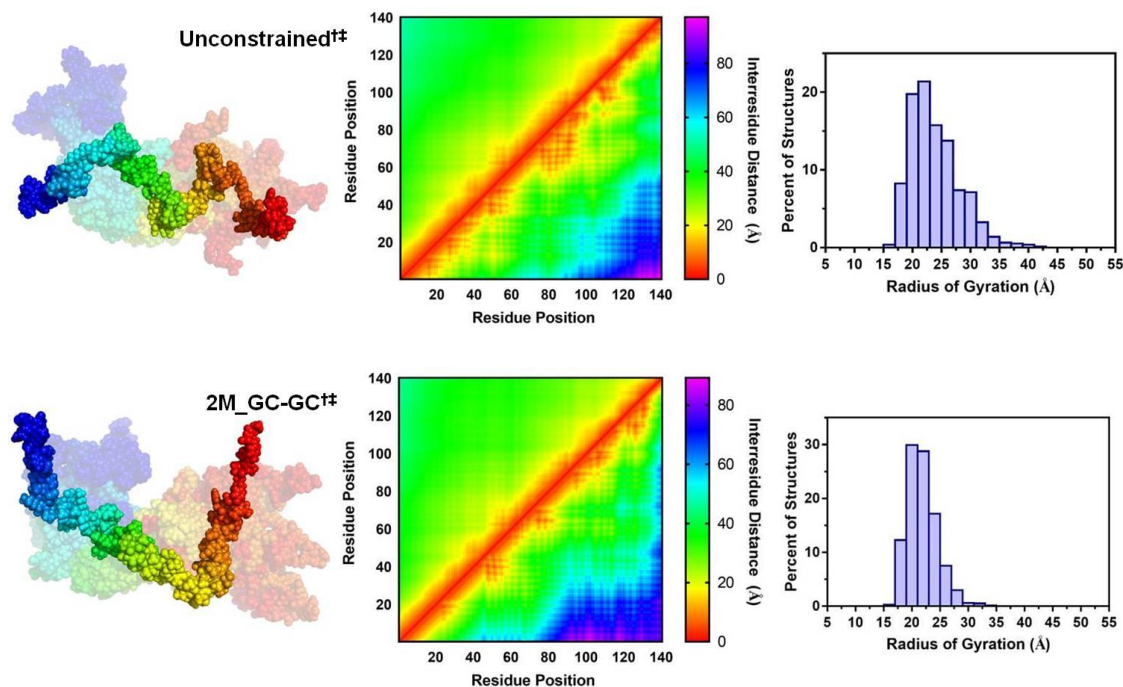 Unconstrained†‡
140
120
100
80
60
40
20
20 40 60 80 100 120 140
Residue Position
Residue Position
80
60
40
20
0
Interresidue Distance (Å)
20
10
0
5 10 15 20 25 30 35 40 45 50 55
Percent of Structures
Radius of Gyration (Å)
2M_GC-GC†‡
140
120
100
80
60
40
20
20 40 60 80 100 120 140
Residue Position
Residue Position
80
60
40
20
0
Interresidue Distance (Å)
30
20
10
0
5 10 15 20 25 30 35 40 45 50 55
Percent of Structures
Radius of Gyration (Å)